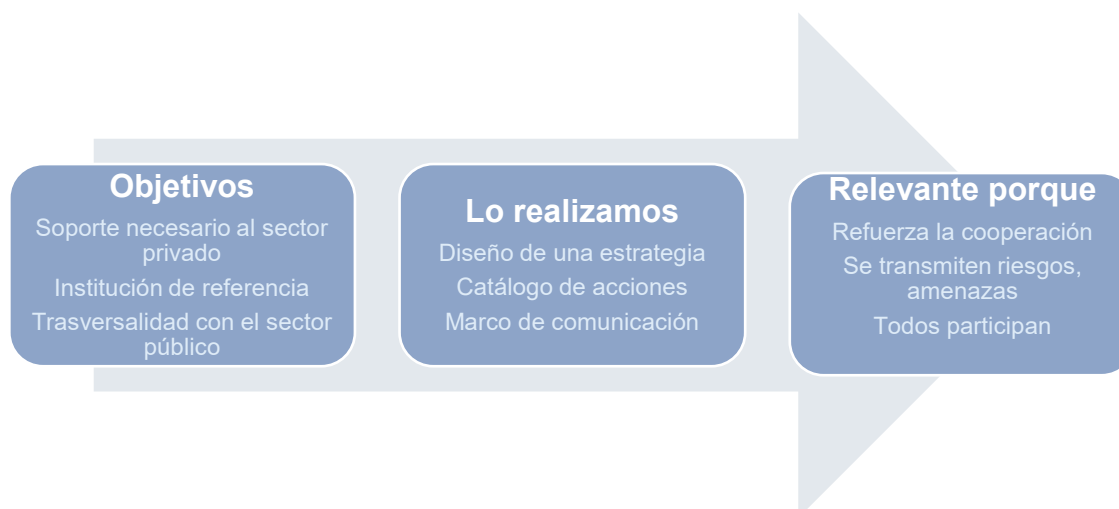 Objetivos
Soporte necesario al sector
privado
Institución de referencia
Trasversalidad con el sector
público
Lo realizamos
Diseño de una estrategia
Catálogo de acciones
Marco de comunicación
Relevante porque
Refuerza la cooperación
Se transmiten riesgos,
amenazas
Todos participan